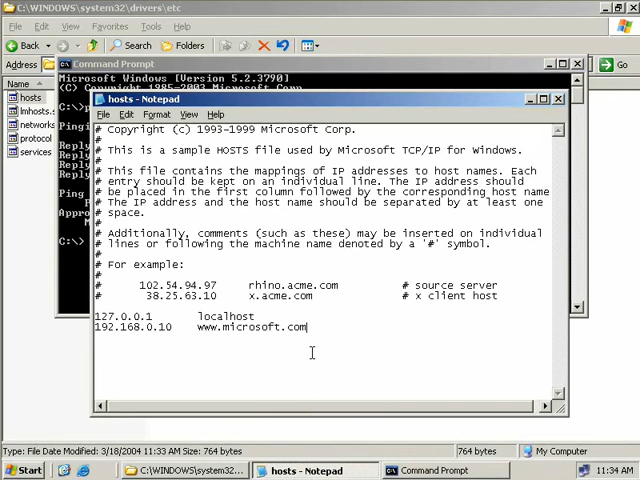 C:\WINDOWS\system32\drivers\etc
File Edit View Favorites Tools Help
Back Search Folders
Address Go
Name
hosts
lmhosts.s
networks
protocol
services
Command Prompt
Microsoft Windows [Version 5.2.3790]
(C) Copyright 1985-2003 Microsoft Corp.
C:\>p
Pingi
Reply
Reply
Reply
Reply
Ping
P
Appro
M
C:\>
hosts - Notepad
File Edit Format View Help
# Copyright (c) 1993-1999 Microsoft Corp.
#
# This is a sample HOSTS file used by Microsoft TCP/IP for Windows.
#
# This file contains the mappings of IP addresses to host names. Each
# entry should be kept on an individual line. The IP address should
# be placed in the first column followed by the corresponding host name
# The IP address and the host name should be separated by at least one
# space.
#
# Additionally, comments (such as these) may be inserted on individual
# lines or following the machine name denoted by a '#' symbol.
#
# For example:
#
# 102.54.94.97 rhino.acme.com # source server
# 38.25.63.10 x.acme.com # x client host
127.0.0.1 localhost
192.168.0.10 www.microsoft.com
Type: File Date Modified: 3/18/2004 11:33 AM Size: 764 bytes 764 bytes My Computer
Start C:\WINDOWS\system32... hosts - Notepad Command Prompt 11:34 AM